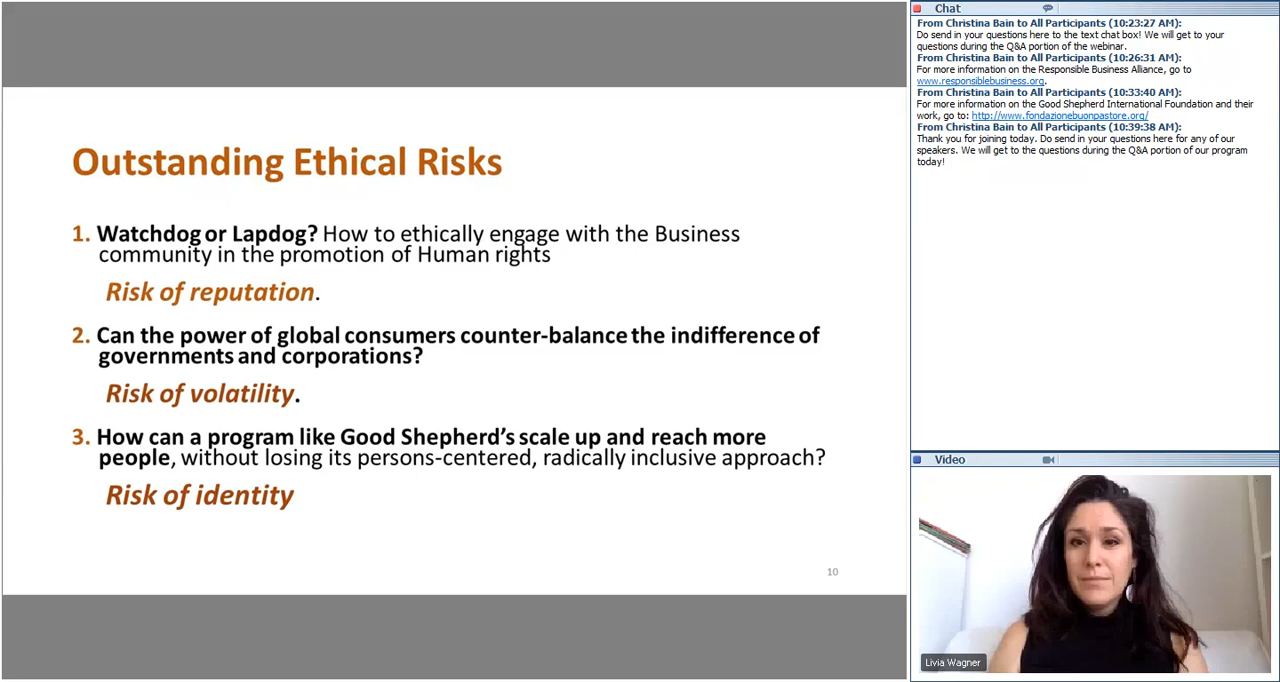 Outstanding Ethical Risks
1. Watchdog or Lapdog? How to ethically engage with the Business
community in the promotion of Human rights
Risk of reputation.
2. Can the power of global consumers counter-balance the indifference of
governments and corporations?
Risk of volatility.
3. How can a program like Good Shepherd's scale up and reach more
people, without losing its persons-centered, radically inclusive approach?
Risk of identity
10
Chat
From Christina Bain to All Participants (10:23:27 AM):
Do send in your questions here to the text chat box! We will get to your
questions during the Q&A portion of the webinar.
From Christina Bain to All Participants (10:26:31 AM):
For more information on the Responsible Business Alliance, go to
www.responsiblebusiness.org.
From Christina Bain to All Participants (10:33:40 AM):
For more information on the Good Shepherd International Foundation and their
work, go to: http://www.fondazionebuonpastore.org/
From Christina Bain to All Participants (10:39:38 AM):
Thank you for joining today. Do send in your questions here for any of our
speakers. We will get to the questions during the Q&A portion of our program
today!
Video
Livia Wagner